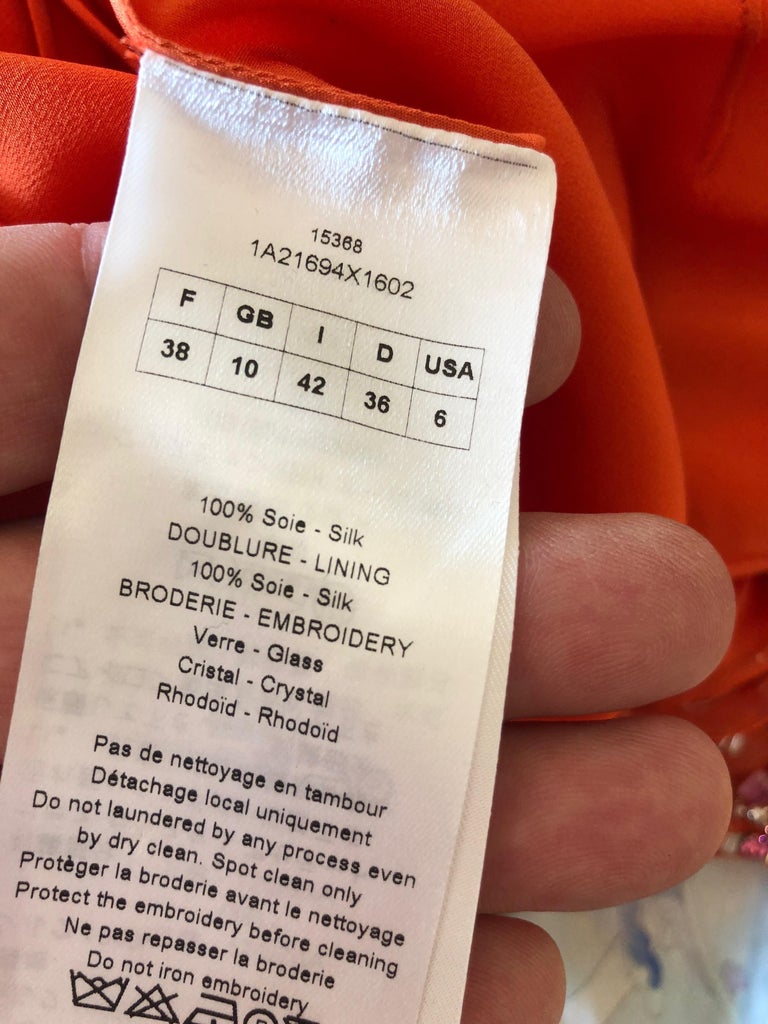 15368
1A21694X1602
F GB I D USA
38 10 42 36 6
100% Soie - Silk
DOUBLURE - LINING
100% Soie - Silk
BRODERIE - EMBROIDERY
Verre - Glass
Cristal - Crystal
Rhodoïd - Rhodoïd
Pas de nettoyage en tambour
Détachage local uniquement
Do not laundered by any process even
by dry clean. Spot clean only
Protèger la broderie avant le nettoyage
Protect the embroidery before cleaning
Ne pas repasser la broderie
Do not iron embroidery